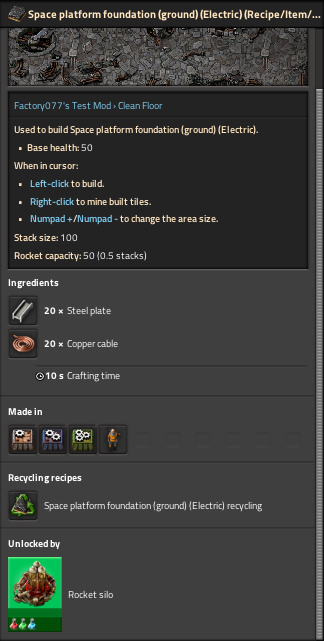 Space platform foundation (ground) (Electric) (Recipe/Item/...
Factory077's Test Mod › Clean Floor
Used to build Space platform foundation (ground) (Electric).
• Base health: 50
When in cursor:
• Left-click to build.
• Right-click to mine built tiles.
• Numpad +/Numpad - to change the area size.
Stack size: 100
Rocket capacity: 50 (0.5 stacks)
Ingredients
20 × Steel plate
20 × Copper cable
10 s Crafting time
Made in
Recycling recipes
Space platform foundation (ground) (Electric) recycling
Unlocked by
Rocket silo